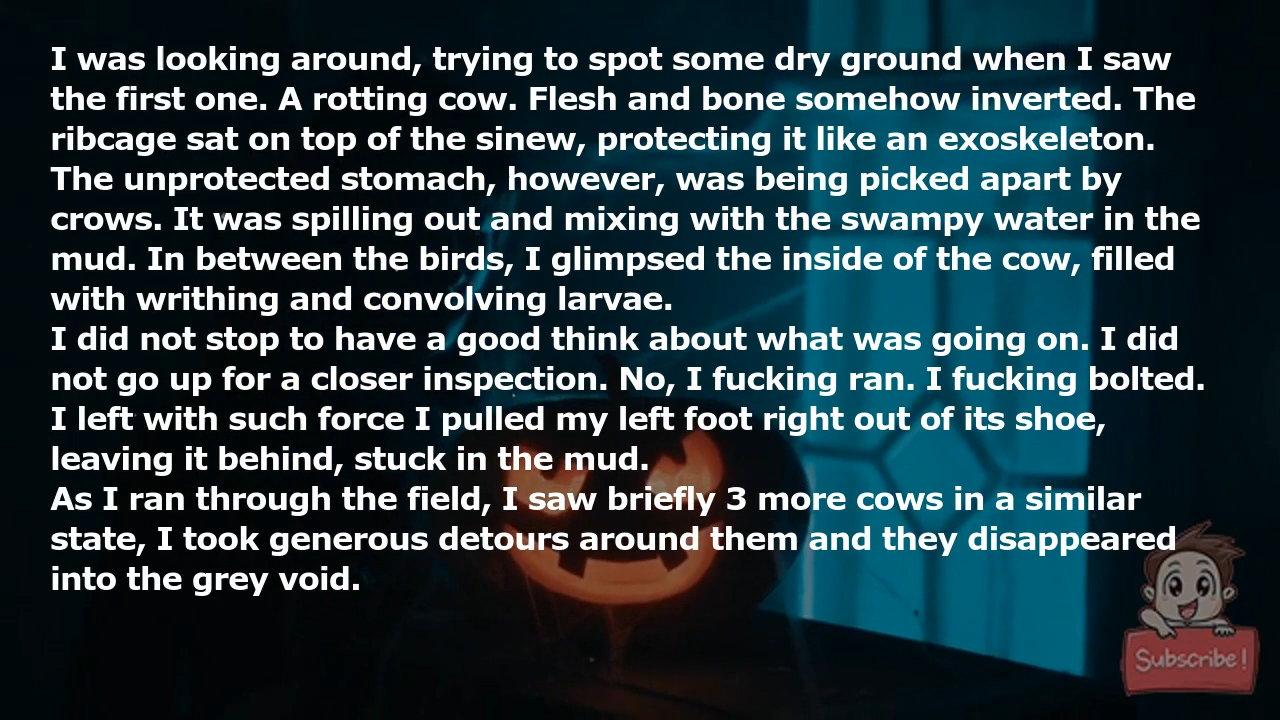 I was looking around, trying to spot some dry ground when I saw
the first one. A rotting cow. Flesh and bone somehow inverted. The
ribcage sat on top of the sinew, protecting it like an exoskeleton.
The unprotected stomach, however, was being picked apart by
crows. It was spilling out and mixing with the swampy water in the
mud. In between the birds, I glimpsed the inside of the cow, filled
with writhing and convolving larvae.
I did not stop to have a good think about what was going on. I did
not go up for a closer inspection. No, I fucking ran. I fucking bolted.
I left with such force I pulled my left foot right out of its shoe,
leaving it behind, stuck in the mud.
As I ran through the field, I saw briefly 3 more cows in a similar
state, I took generous detours around them and they disappeared
into the grey void.
Subscribe!